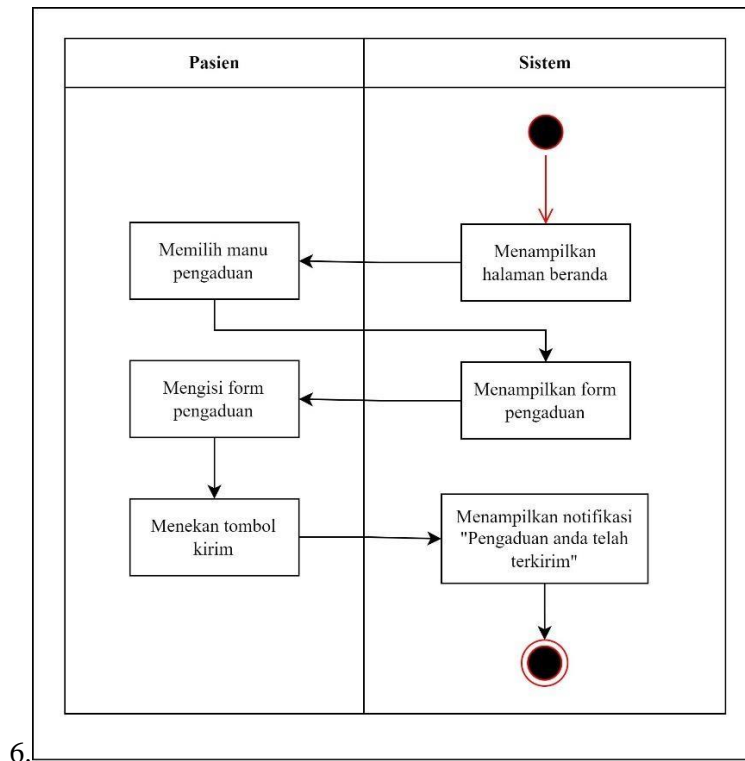 Pasien
Sistem
Menampilkan
halaman beranda
Memilih manu
pengaduan
Menampilkan form
pengaduan
Mengisi form
pengaduan
Menekan tombol
kirim
Menampilkan notifikasi
"Pengaduan anda telah
terkirim"
6.